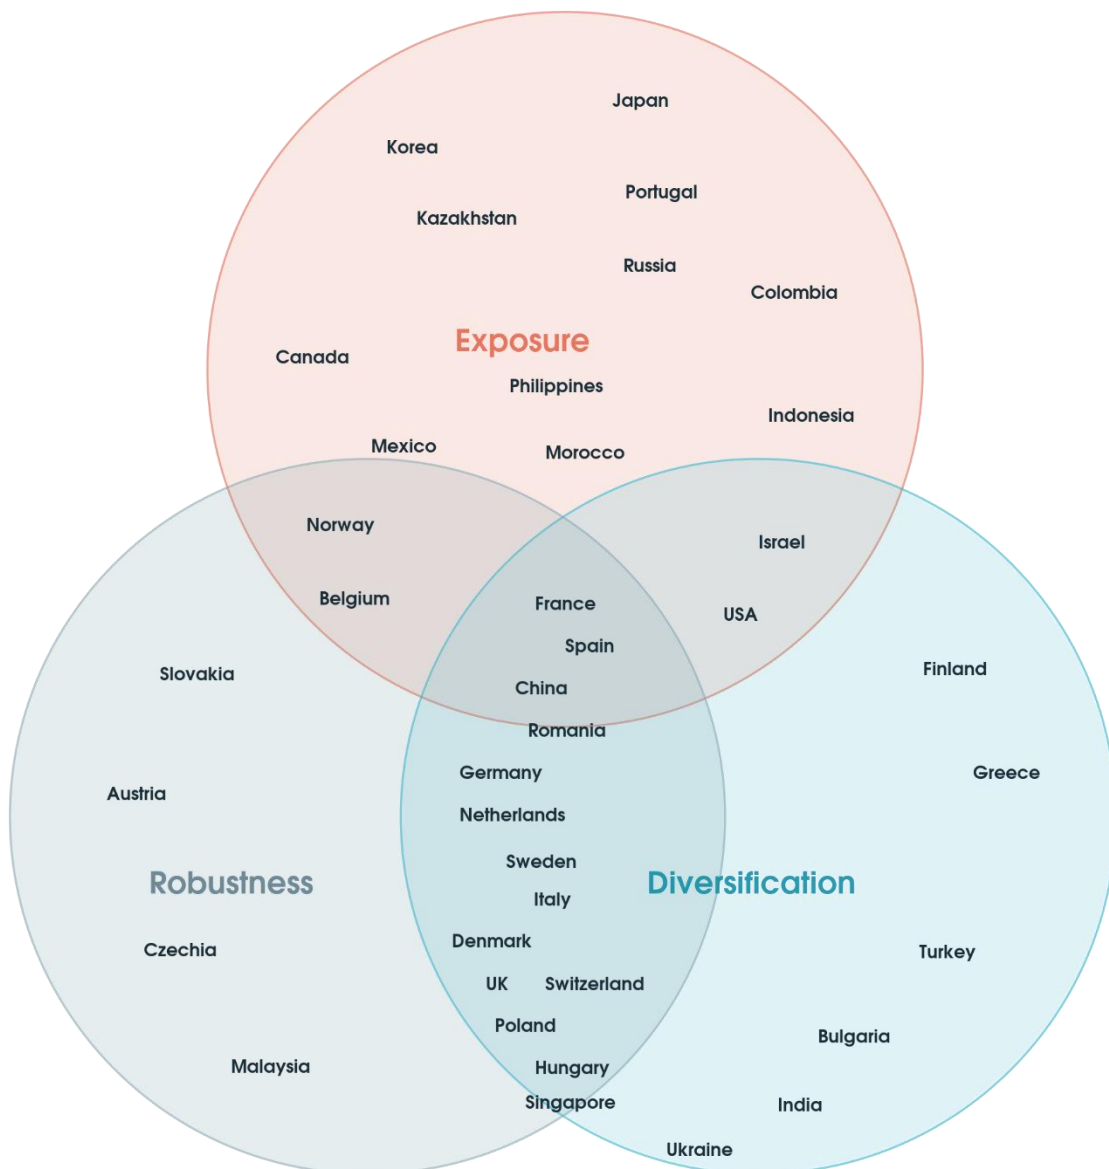 Japan
Korea
Portugal
Kazakhstan
Russia
Colombia
Exposure
Canada
Philippines
Indonesia
Mexico
Morocco
Norway
Israel
Belgium
France
USA
Spain
Slovakia
Finland
China
Romania
Germany
Greece
Austria
Netherlands
Sweden
Robustness
Diversification
Italy
Denmark
Czechia
Turkey
UK
Switzerland
Poland
Bulgaria
Malaysia
Hungary
Singapore
India
Ukraine